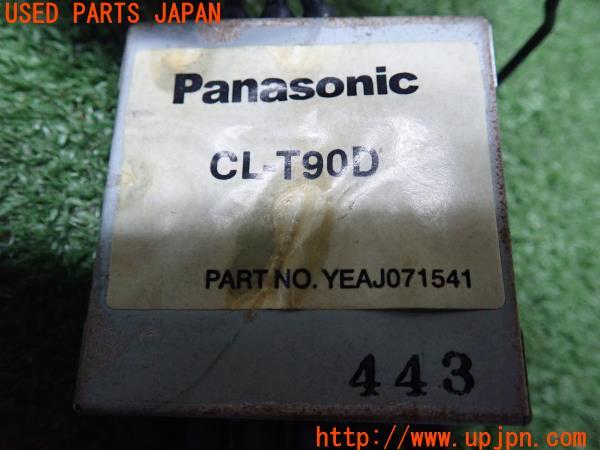 USED PARTS JAPAN
Panasonic
CL-T90D
PART NO. YEAJ071541
443
http://www.upjpn.com